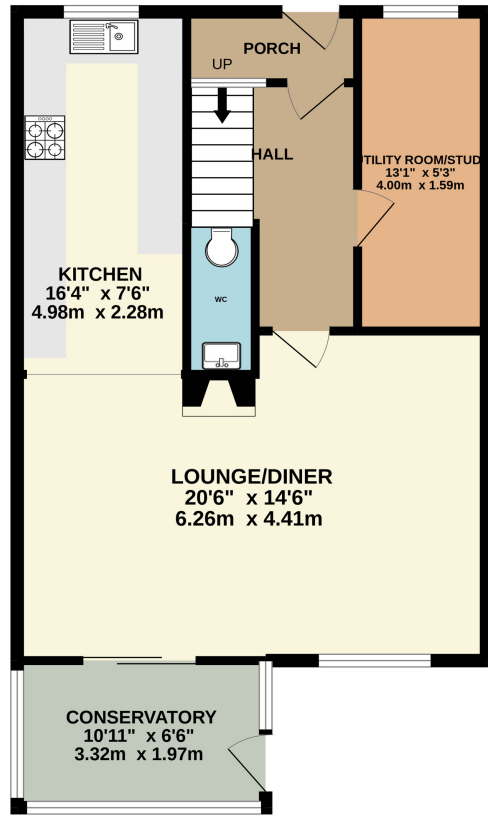 PORCH
UP
HALL
UTILITY ROOM/STUDY
13'1" x 5'3"
4.00m x 1.59m
KITCHEN
16'4" x 7'6"
4.98m x 2.28m
WC
LOUNGE/DINER
20'6" x 14'6"
6.26m x 4.41m
CONSERVATORY
10'11" x 6'6"
3.32m x 1.97m